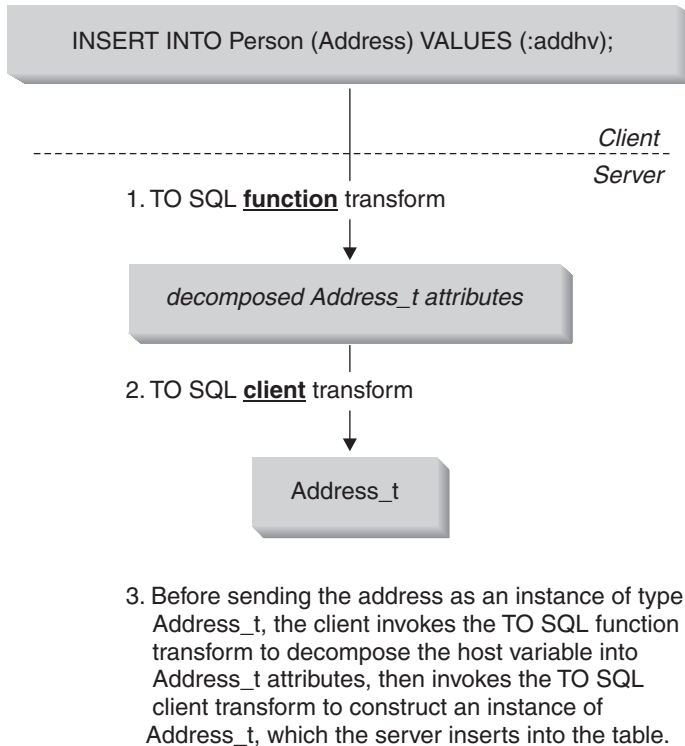 INSERT INTO Person (Address) VALUES (:addhv);
Client
Server
1. TO SQL function transform
decomposed Address_t attributes
2. TO SQL client transform
Address_t
3. Before sending the address as an instance of type
Address_t, the client invokes the TO SQL function
transform to decompose the host variable into
Address_t attributes, then invokes the TO SQL
client transform to construct an instance of
Address_t, which the server inserts into the table.